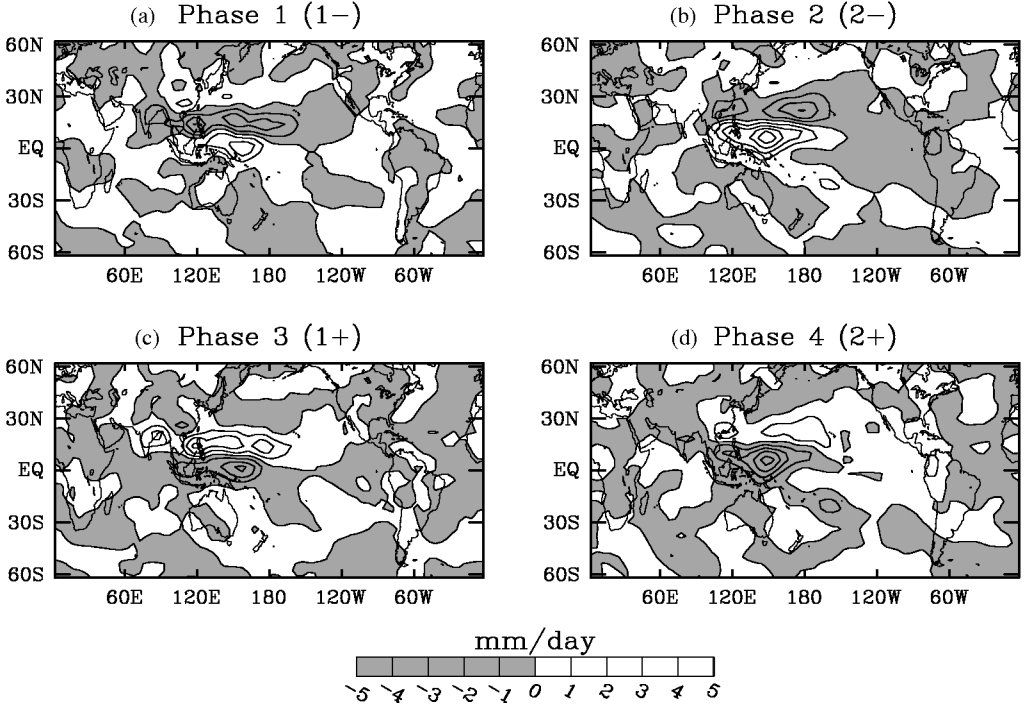 (a) Phase 1 (1−)
(b) Phase 2 (2−)
60N
30N
EQ
30S
60S
60E 120E 180 120W 60W
60N
30N
EQ
30S
60S
60E 120E 180 120W 60W
(c) Phase 3 (1+)
(d) Phase 4 (2+)
60N
30N
EQ
30S
60S
60E 120E 180 120W 60W
60N
30N
EQ
30S
60S
60E 120E 180 120W 60W
mm/day
−5 −4 −3 −2 −1 0 1 2 3 4 5